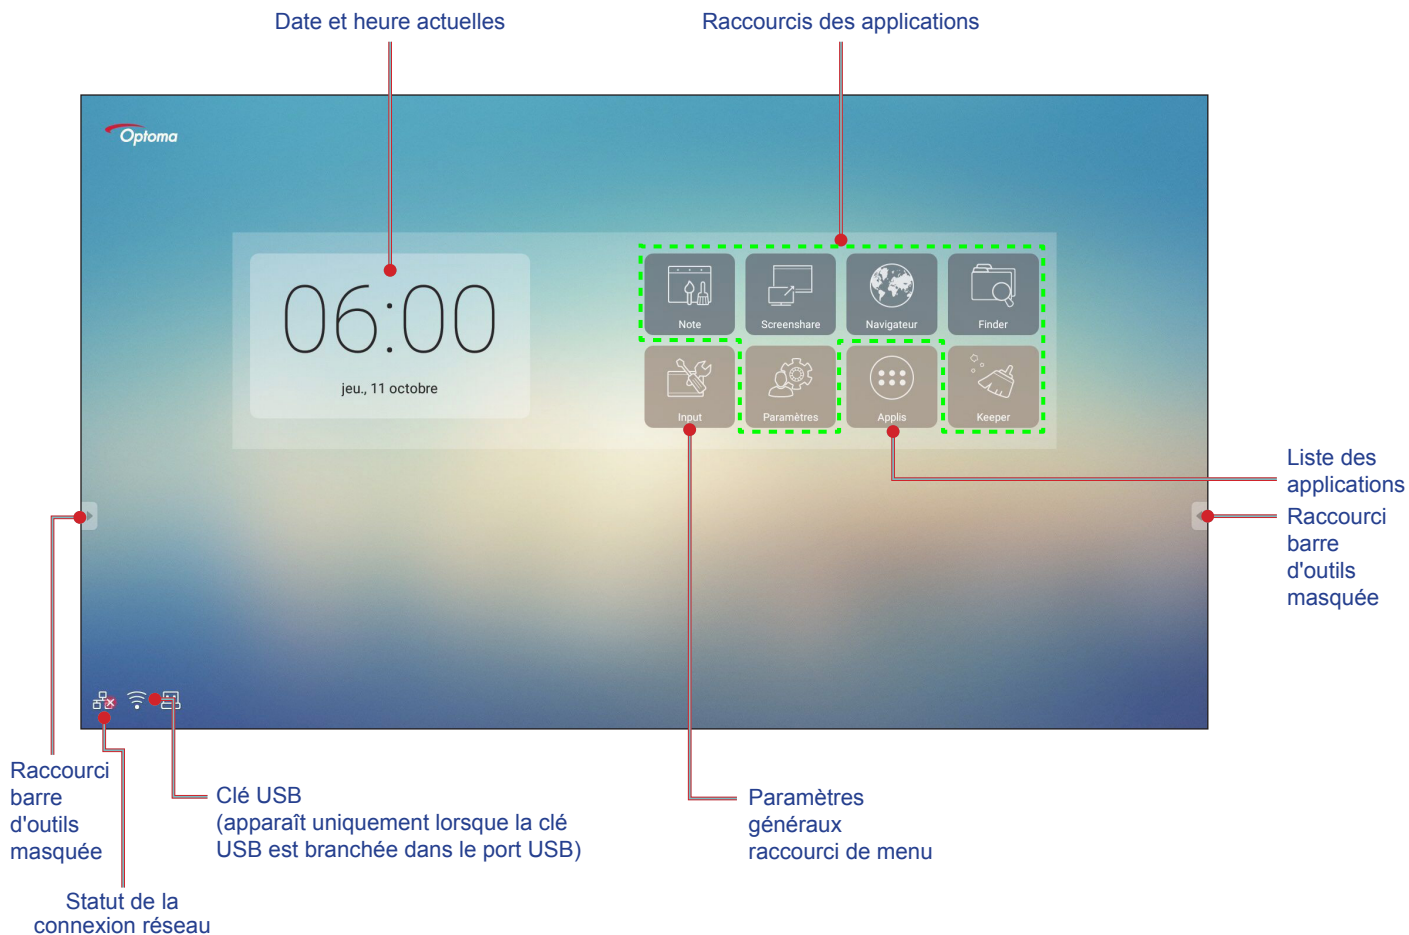 Date et heure actuelles
Raccourcis des applications
Optoma
06:00
jeu., 11 octobre
Note
Screenshare
Navigateur
Finder
Input
Paramètres
Applis
Keeper
Liste des
applications
Raccourci
barre
d'outils
masquée
Raccourci
barre
d'outils
masquée
Clé USB
(apparaît uniquement lorsque la clé
USB est branchée dans le port USB)
Paramètres
généraux
raccourci de menu
Statut de la
connexion réseau